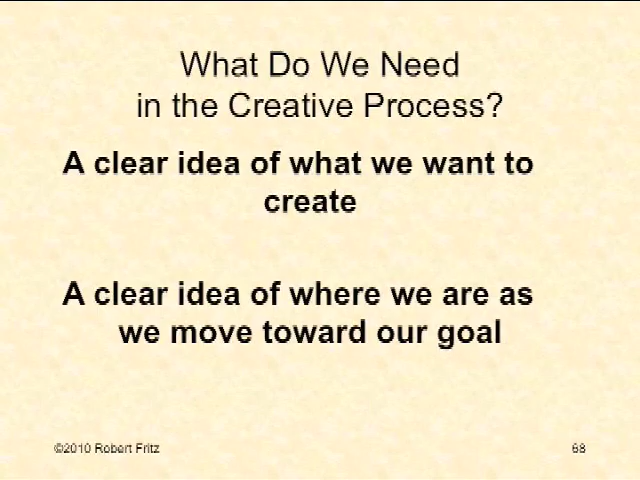 What Do We Need
in the Creative Process?
A clear idea of what we want to
create
A clear idea of where we are as
we move toward our goal
©2010 Robert Fritz
68